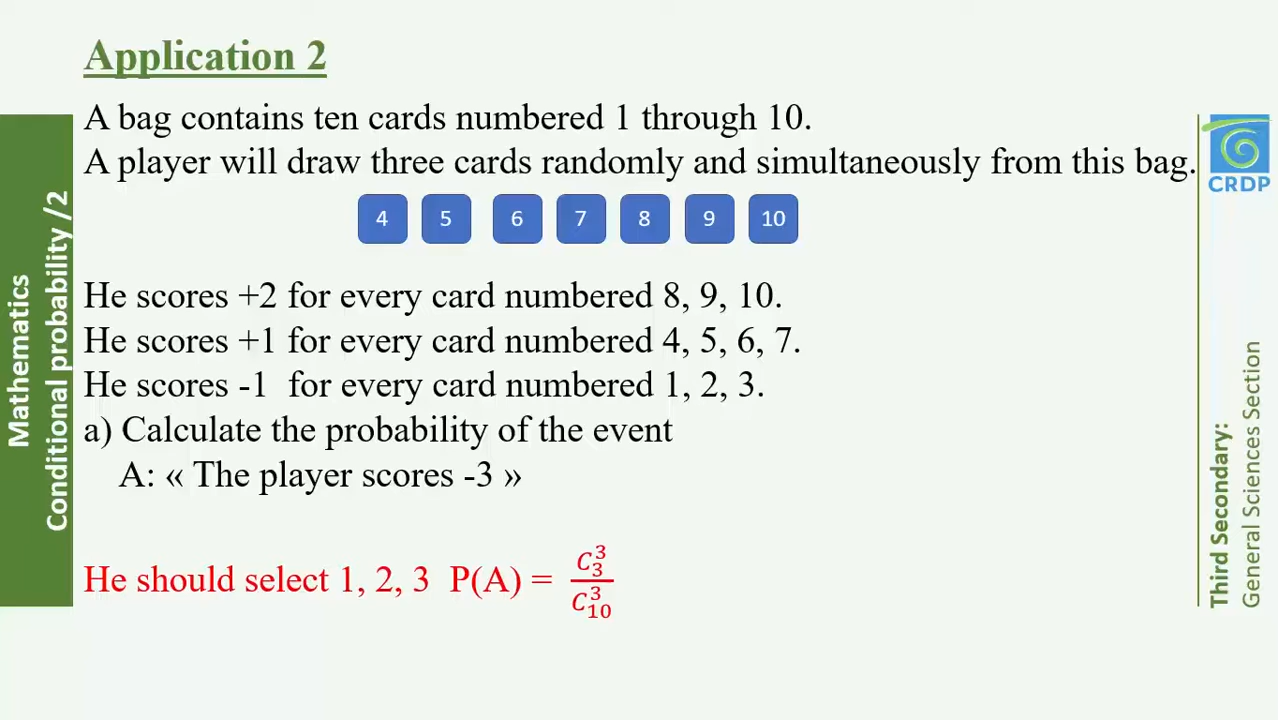 Application 2
A bag contains ten cards numbered 1 through 10.
A player will draw three cards randomly and simultaneously from this bag.
4 5 6 7 8 9 10
He scores +2 for every card numbered 8, 9, 10.
He scores +1 for every card numbered 4, 5, 6, 7.
He scores -1 for every card numbered 1, 2, 3.
a) Calculate the probability of the event
A: « The player scores -3 »
He should select 1, 2, 3 P(A) = C₃³ / C₁₀³
Mathematics
Conditional probability /2
CRDP
Third Secondary:
General Sciences Section